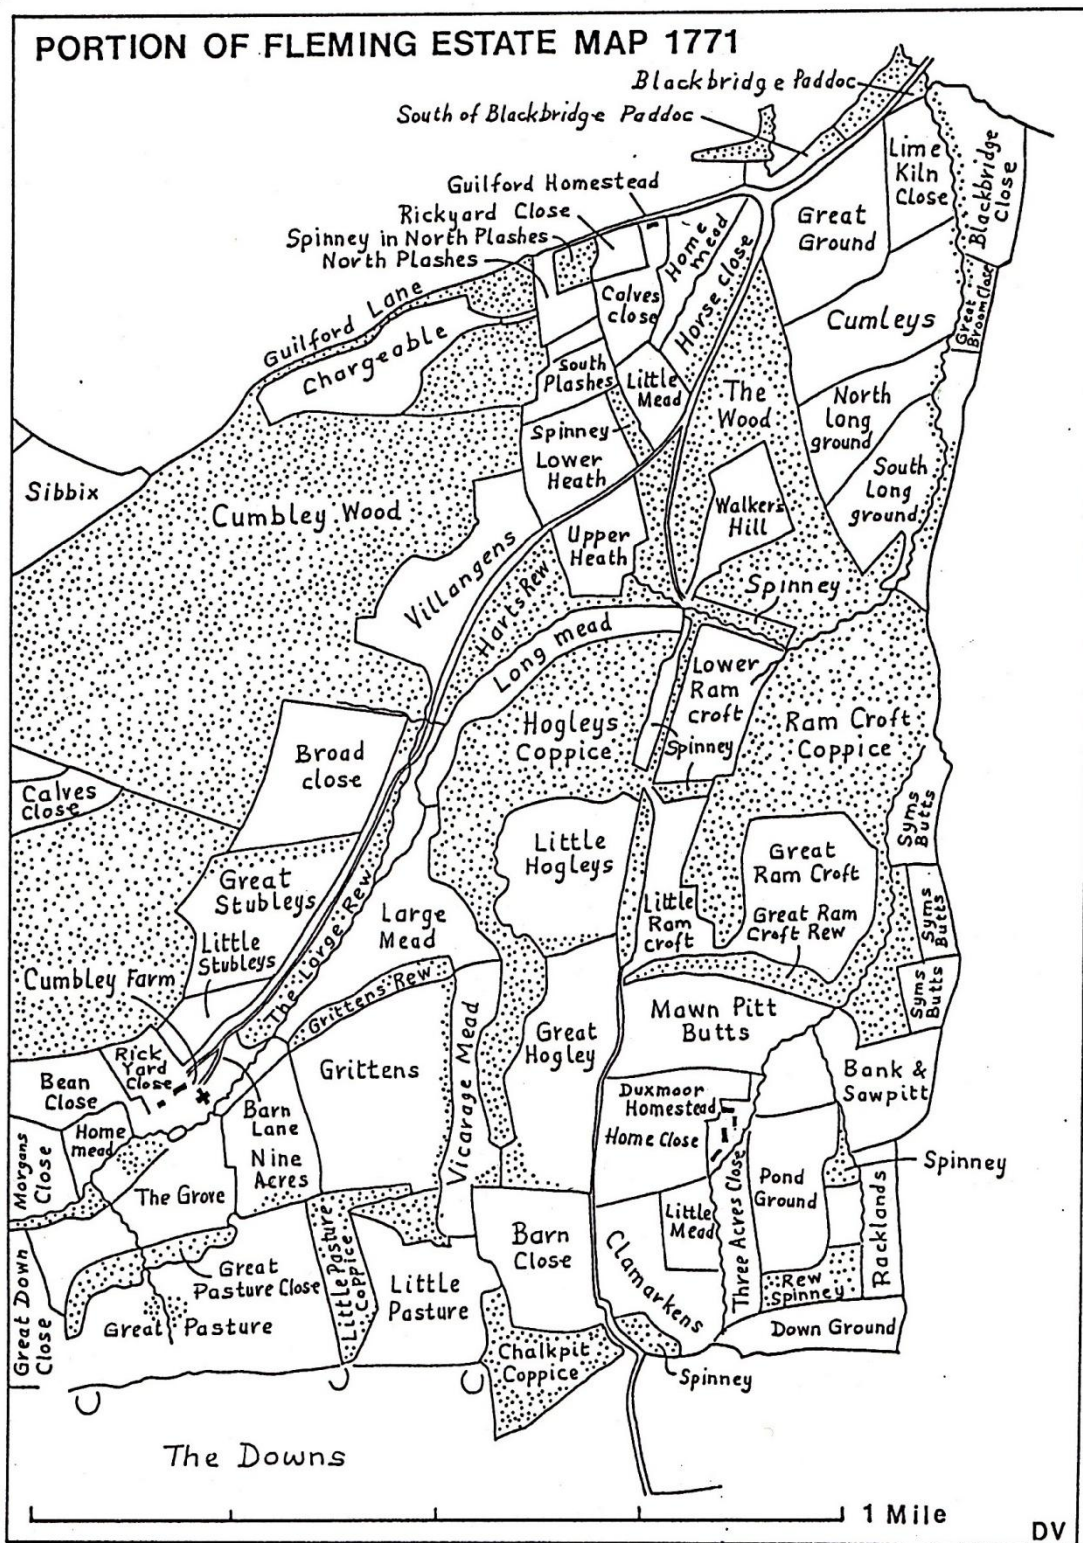 PORTION OF FLEMING ESTATE MAP 1771
Blackbridge Paddoc
South of Blackbridge Paddoc
Lime
Kiln
Close
Blackbridge
Close
Guilford Homestead
Rickyard Close
Spinney in North Plashes
North Plashes
Home
mead
Great
Ground
Horse close
Guilford Lane
Calves
close
Great
Broom Close
Cumleys
Chargeable
South
Plashes
Little
Mead
The
Wood
North
Long
ground
Spinney
Lower
Heath
South
Long
ground
Sibbix
Cumbley Wood
Walkers
Hill
Upper
Heath
Villangens
Harts Rew
Spinney
Long mead
Lower
Ram
croft
Hogleys
Coppice
Spinney
Ram Croft
Coppice
Broad
close
Calves
Close
Syms
Butts
Little
Hogleys
Great
Ram Croft
Great
Stubleys
The Large Rew
Large
Mead
Little
Ram
croft
Great Ram
Croft Rew
Syms
Butts
Little
Stubleys
Cumbley Farm
Grittens Rew
Syms
Butts
Mawn Pitt
Butts
Vicarage Mead
Great
Hogley
Rick
Yard
Close
Bean
Close
Grittens
Bank &
Sawpitt
Duxmoor
Homestead
Home Close
Barn
Lane
Home
mead
Morgans
Close
Nine
Acres
Spinney
The Grove
Pond
Ground
Three Acres Close
Racklands
Little
Mead
Little Pasture
Coppice
Barn
Close
Clamarkens
Great
Pasture Close
Little
Pasture
Rew
Spinney
Great Down
Close
Great Pasture
Down Ground
Chalkpit
Coppice
Spinney
The Downs
1 Mile
DV